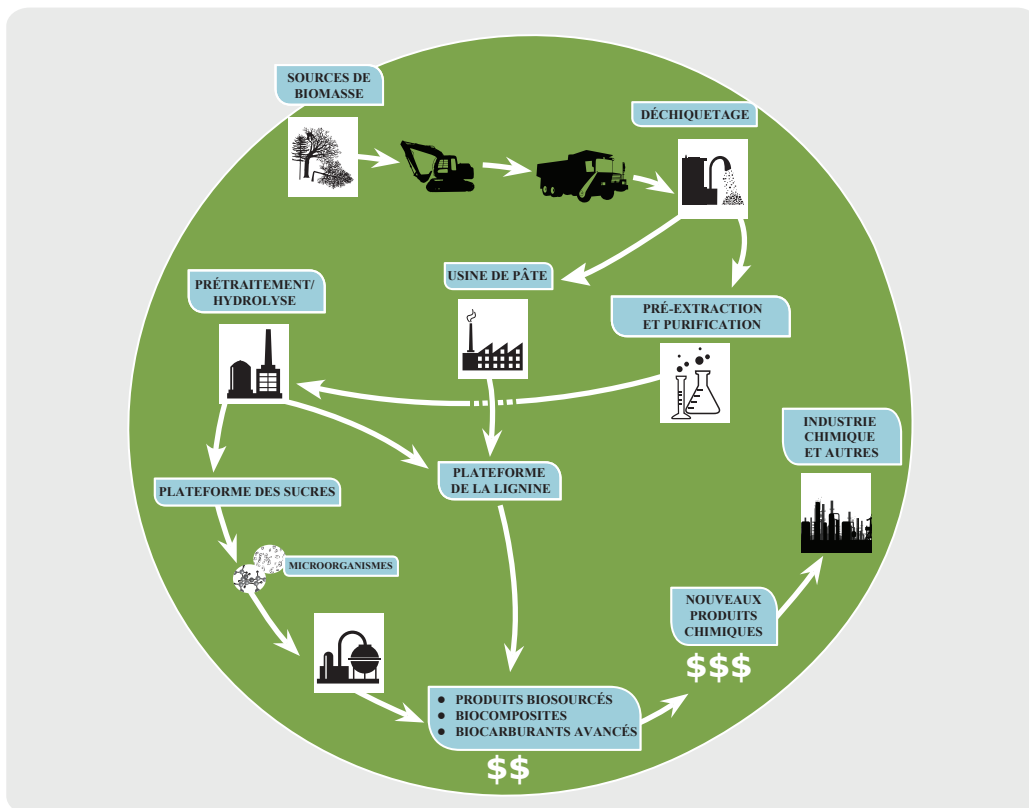 SOURCES DE
BIOMASSE
DÉCHIQUETAGE
USINE DE PÂTE
PRÉTRAITEMENT/
HYDROLYSE
PRÉ-EXTRACTION
ET PURIFICATION
INDUSTRIE
CHIMIQUE
ET AUTRES
PLATEFORME
DE LA LIGNINE
PLATEFORME DES SUCRES
MICROORGANISMES
NOUVEAUX
PRODUITS
CHIMIQUES
$$$
• PRODUITS BIOSOURCÉS
• BIOCOMPOSITES
• BIOCARBURANTS AVANCÉS
$$